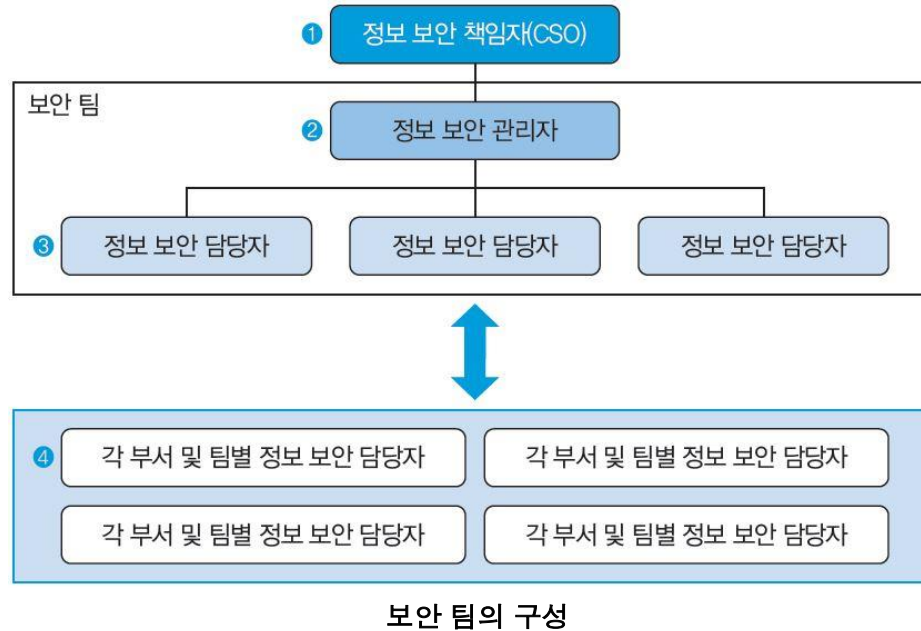 ❶ 정보 보안 책임자(CSO)
보안 팀
❷ 정보 보안 관리자
❸ 정보 보안 담당자 정보 보안 담당자 정보 보안 담당자
❹ 각 부서 및 팀별 정보 보안 담당자 각 부서 및 팀별 정보 보안 담당자
각 부서 및 팀별 정보 보안 담당자 각 부서 및 팀별 정보 보안 담당자
보안 팀의 구성